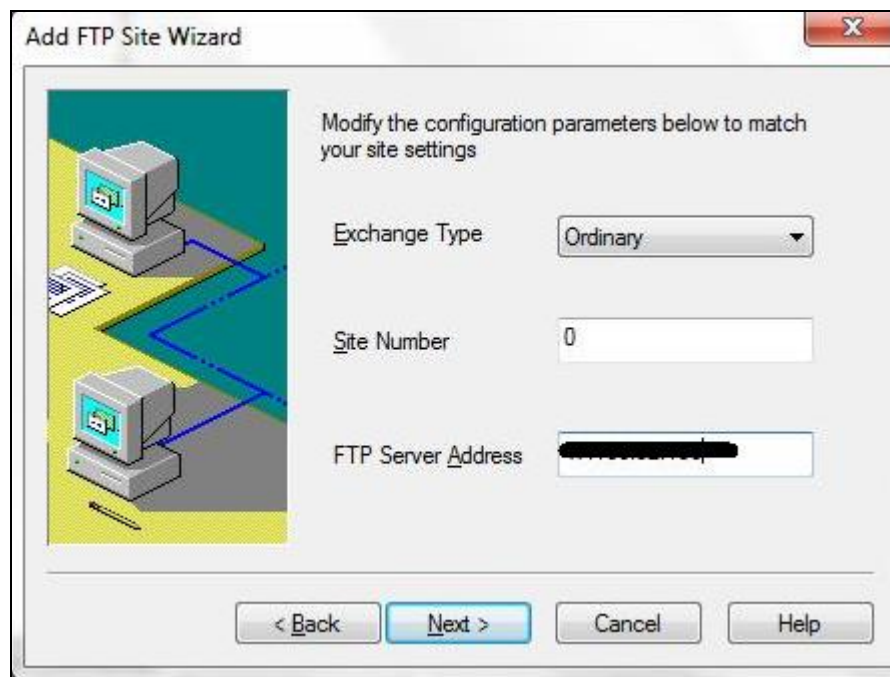 Add FTP Site Wizard
Modify the configuration parameters below to match
your site settings
Exchange Type
Ordinary
Site Number
0
FTP Server Address
< Back
Next >
Cancel
Help